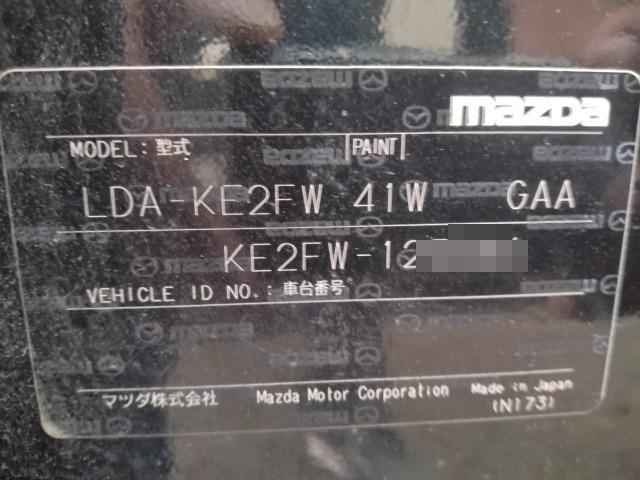 mazda
MODEL: 型式 PAINT
LDA-KE2FW 41W GAA
KE2FW-12
VEHICLE ID NO.: 車台番号
マツダ株式会社 Mazda Motor Corporation Made in Japan
(N173)